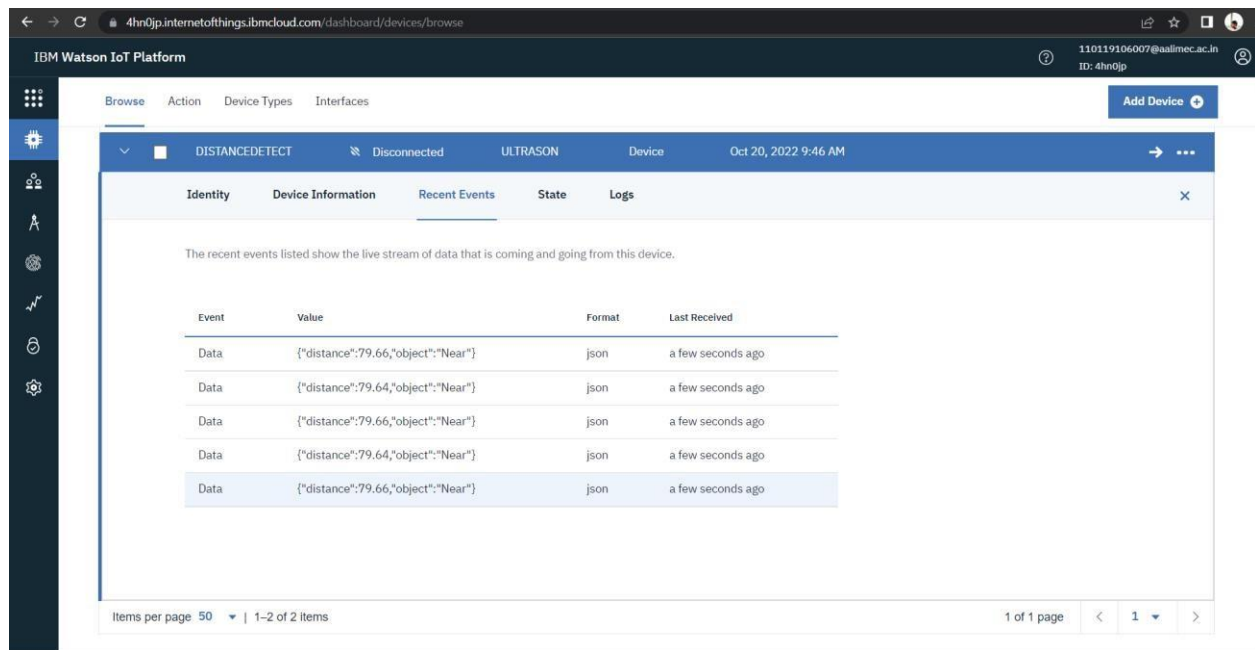 4hn0jp.internetofthings.ibmcloud.com/dashboard/devices/browse
IBM Watson IoT Platform
110119106007@aalimec.ac.in
ID: 4hn0jp
Browse Action Device Types Interfaces
Add Device
DISTANCEDETECT Disconnected ULTRASON Device Oct 20, 2022 9:46 AM
Identity Device Information Recent Events State Logs
The recent events listed show the live stream of data that is coming and going from this device.
Event Value Format Last Received
Data {"distance":79.66,"object":"Near"} json a few seconds ago
Data {"distance":79.64,"object":"Near"} json a few seconds ago
Data {"distance":79.66,"object":"Near"} json a few seconds ago
Data {"distance":79.64,"object":"Near"} json a few seconds ago
Data {"distance":79.66,"object":"Near"} json a few seconds ago
Items per page 50 | 1–2 of 2 items 1 of 1 page < 1 >